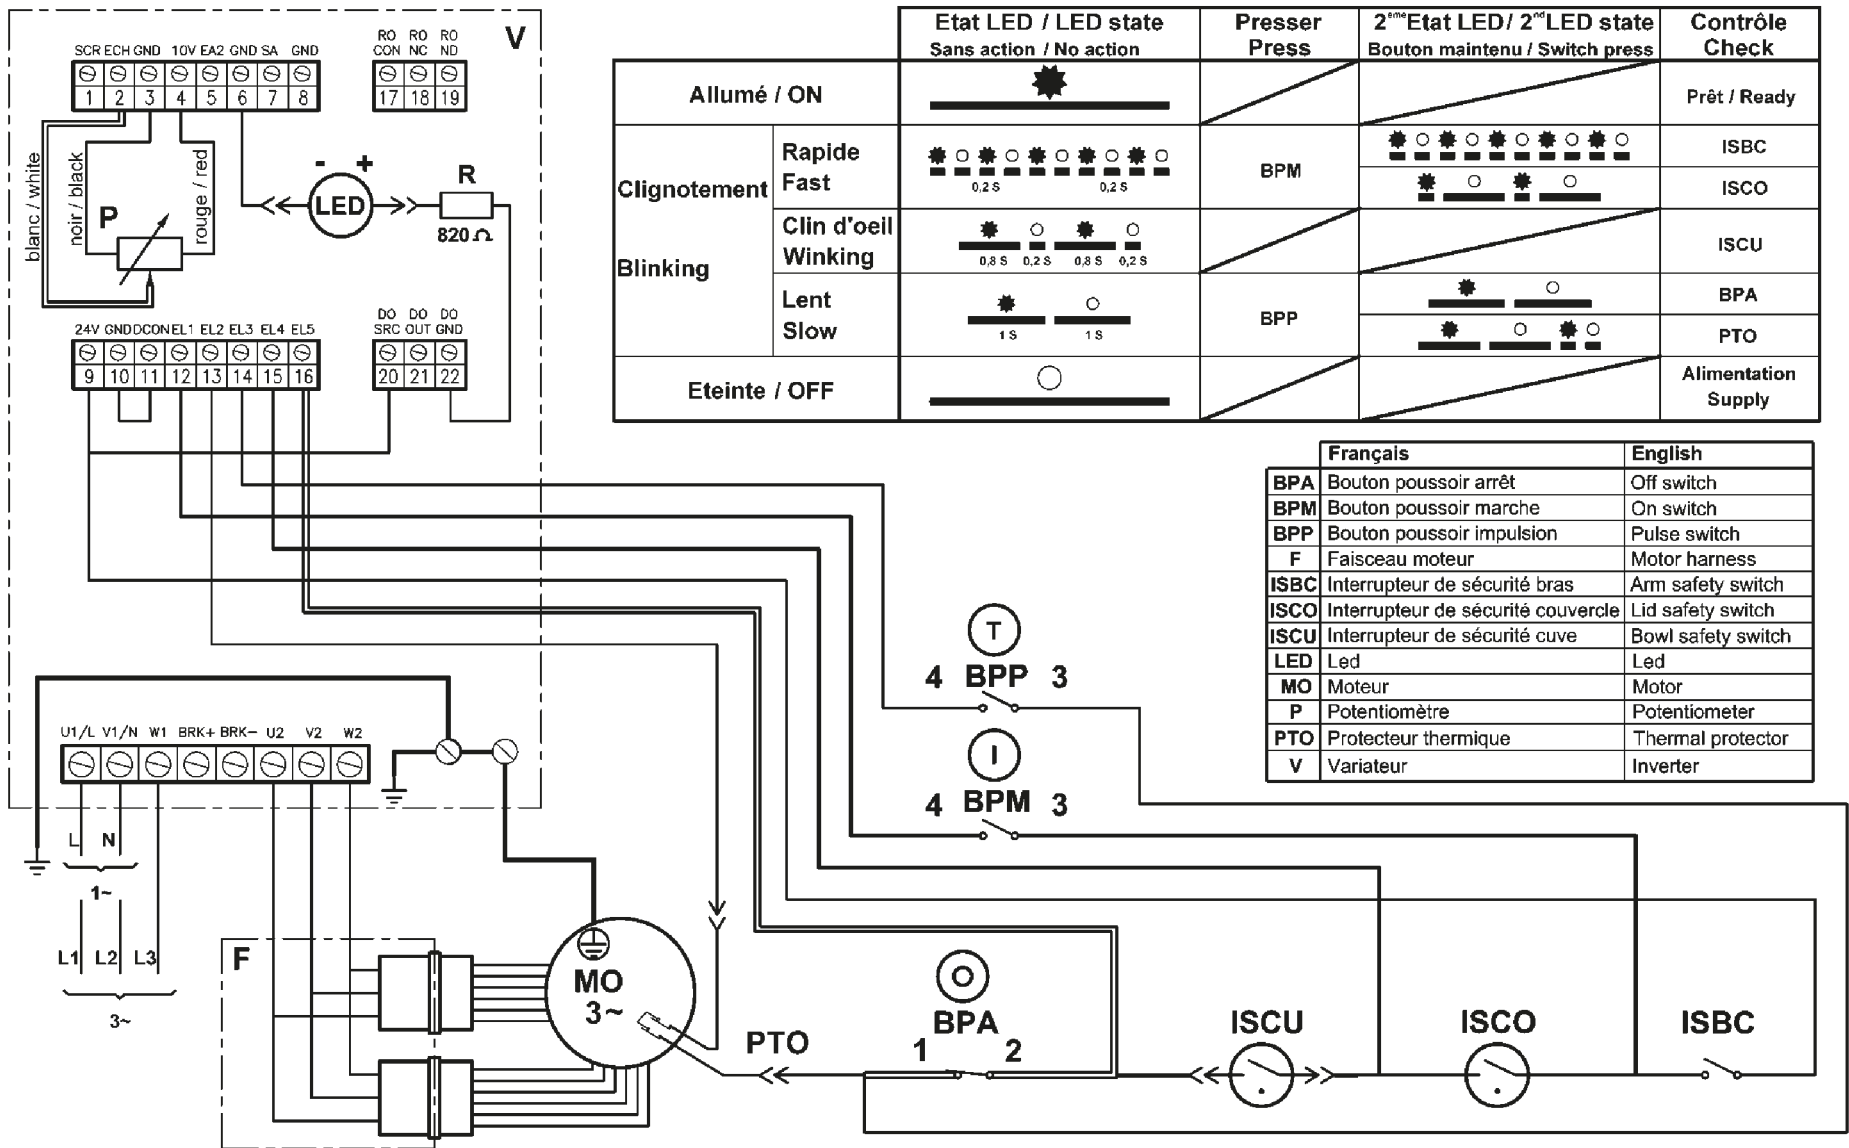 V
SCR ECH GND 10V EA2 GND SA GND
1 2 3 4 5 6 7 8
RO RO RO
CON NC ND
17 18 19
blanc / white
noir / black
rouge / red
P
- +
LED
R
820 Ω
24V GND DCON EL1 EL2 EL3 EL4 EL5
9 10 11 12 13 14 15 16
DO DO DO
SRC OUT GND
20 21 22
Etat LED / LED state
Sans action / No action
Presser
Press
2ème Etat LED/ 2nd LED state
Bouton maintenu / Switch press
Contrôle
Check
Allumé / ON
Prêt / Ready
Clignotement
Blinking
Rapide
Fast
0,2 S 0,2 S
BPM
ISBC
ISCO
Clin d'oeil
Winking
0,8 S 0,2 S 0,8 S 0,2 S
ISCU
Lent
Slow
1 S 1 S
BPP
BPA
PTO
Eteinte / OFF
Alimentation
Supply
Français English
BPA Bouton poussoir arrêt Off switch
BPM Bouton poussoir marche On switch
BPP Bouton poussoir impulsion Pulse switch
F Faisceau moteur Motor harness
ISBC Interrupteur de sécurité bras Arm safety switch
ISCO Interrupteur de sécurité couvercle Lid safety switch
ISCU Interrupteur de sécurité cuve Bowl safety switch
LED Led Led
MO Moteur Motor
P Potentiomètre Potentiometer
PTO Protecteur thermique Thermal protector
V Variateur Inverter
T
4 BPP 3
I
4 BPM 3
U1/L V1/N W1 BRK+ BRK- U2 V2 W2
L N
1~
L1 L2 L3
3~
F
MO
3~
PTO
BPA
1 2
ISCU
ISCO
ISBC